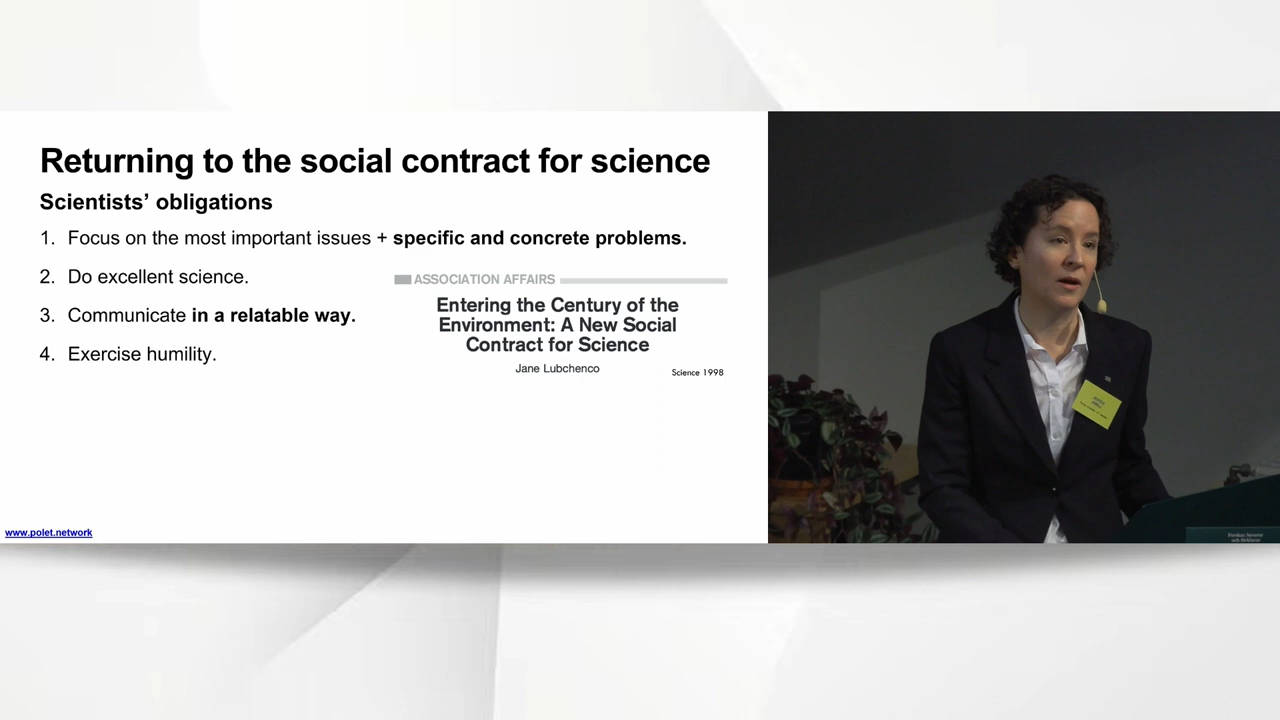 Returning to the social contract for science
Scientists’ obligations
1. Focus on the most important issues + specific and concrete problems.
2. Do excellent science.
3. Communicate in a relatable way.
4. Exercise humility.
ASSOCIATION AFFAIRS
Entering the Century of the
Environment: A New Social
Contract for Science
Jane Lubchenco
Science 1998
www.polet.network